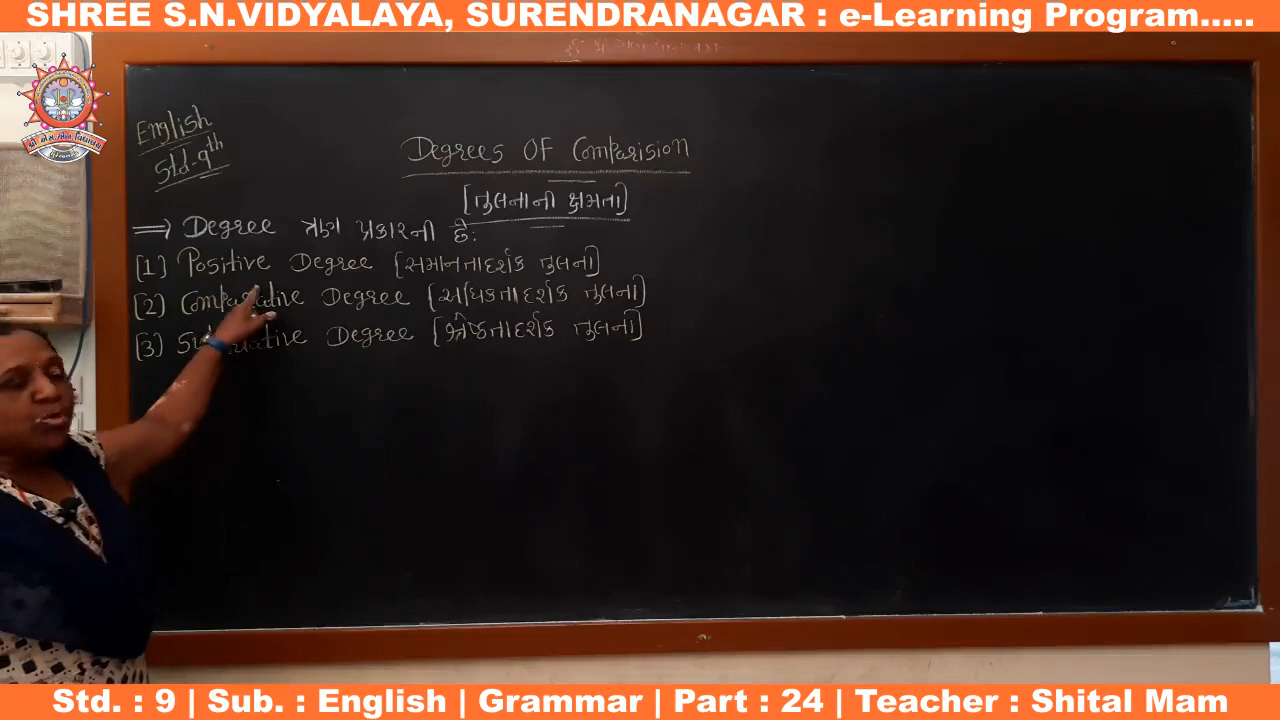 SHREE S.N.VIDYALAYA, SURENDRANAGAR : e-Learning Program.....
English
Std-9th
Degrees OF Comparision
[તુલનાની ક્ષમતા]
⇒ Degree ત્રણ પ્રકારની છે.
[1] Positive Degree [સમાનતાદર્શક તુલના]
[2] Comparative Degree [અધિકતાદર્શક તુલના]
[3] Degree [શ્રેષ્ઠતાદર્શક તુલના]
Std. : 9 | Sub. : English | Grammar | Part : 24 | Teacher : Shital Mam